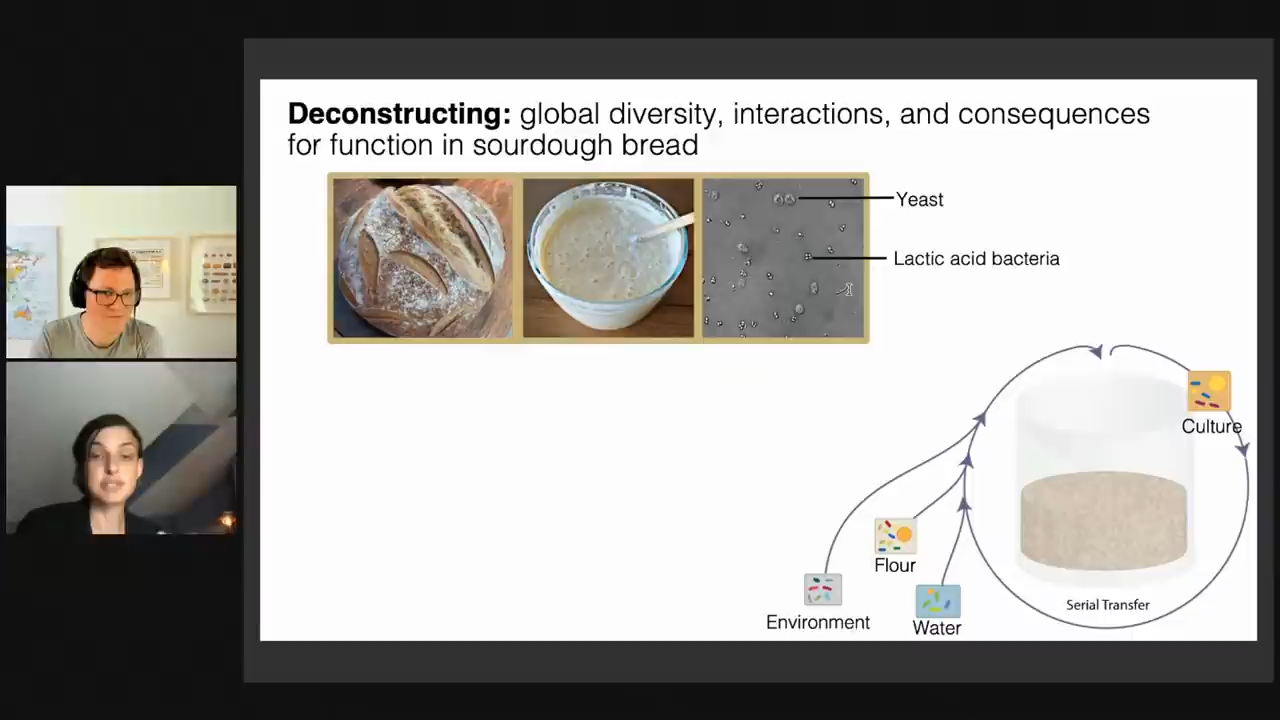 Deconstructing: global diversity, interactions, and consequences
for function in sourdough bread
Yeast
Lactic acid bacteria
Culture
Flour
Environment
Water
Serial Transfer